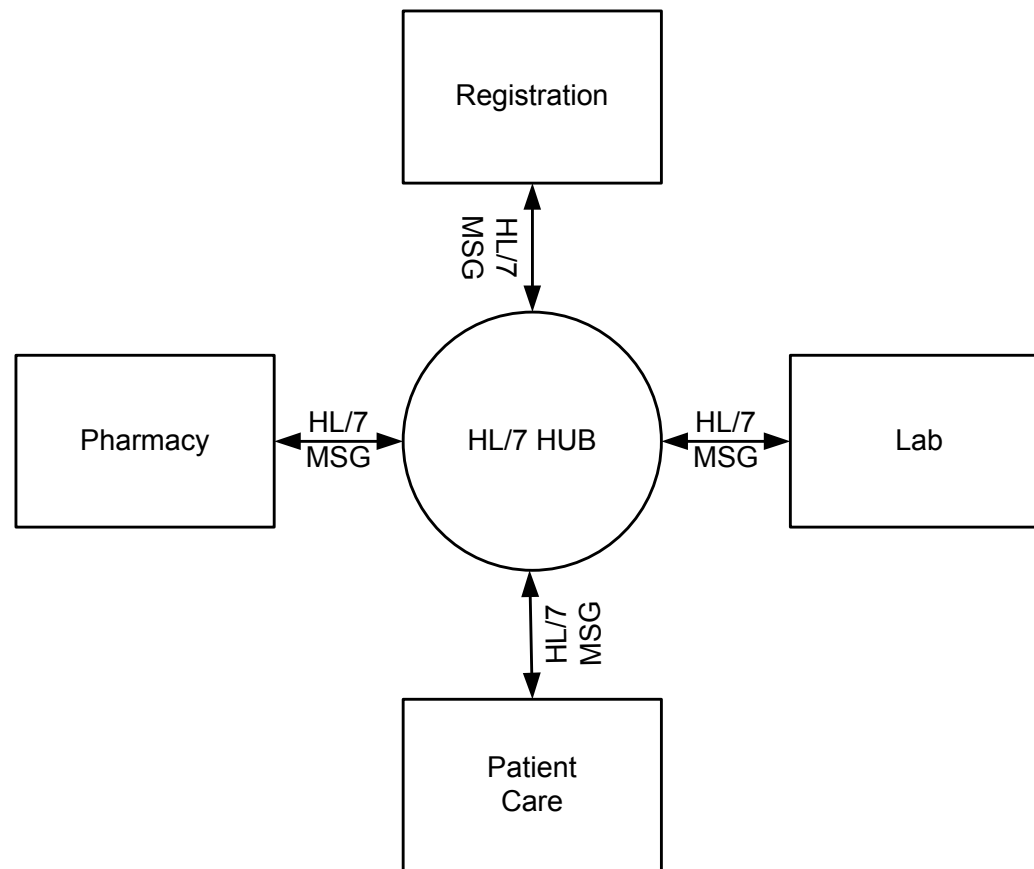 Registration
HL/7
MSG
Pharmacy
HL/7
MSG
HL/7 HUB
HL/7
MSG
Lab
HL/7
MSG
Patient
Care